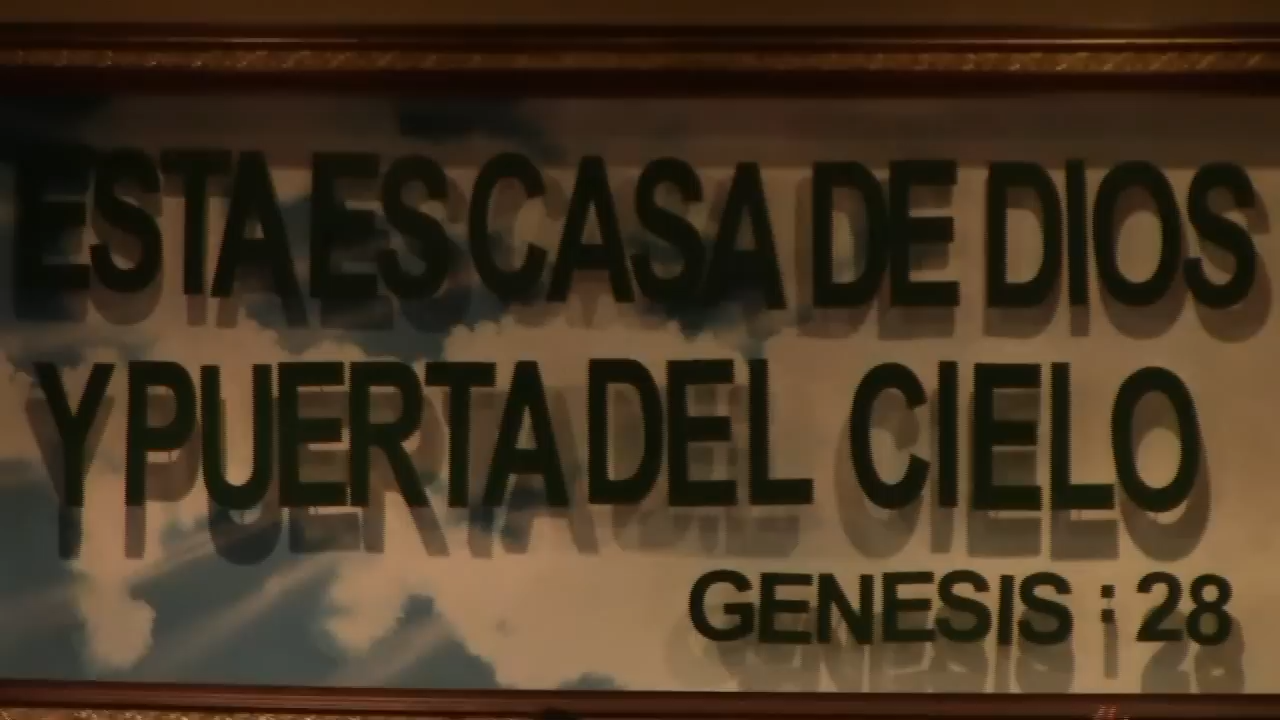 ESTA ES CASA DE DIOS
Y PUERTA DEL CIELO
GENESIS : 28